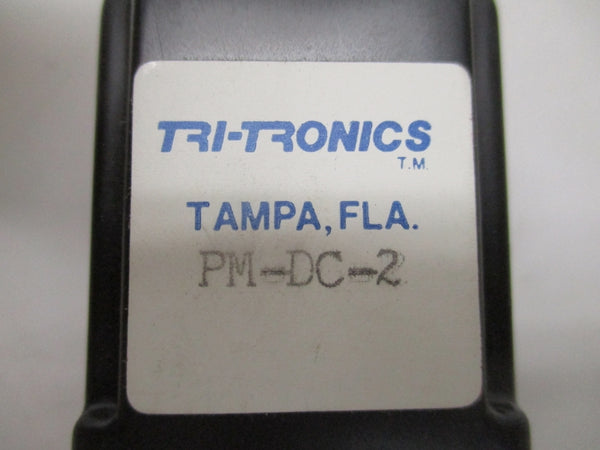 TRI-TRONICS
T.M.
TAMPA, FLA.
PM-DC-2